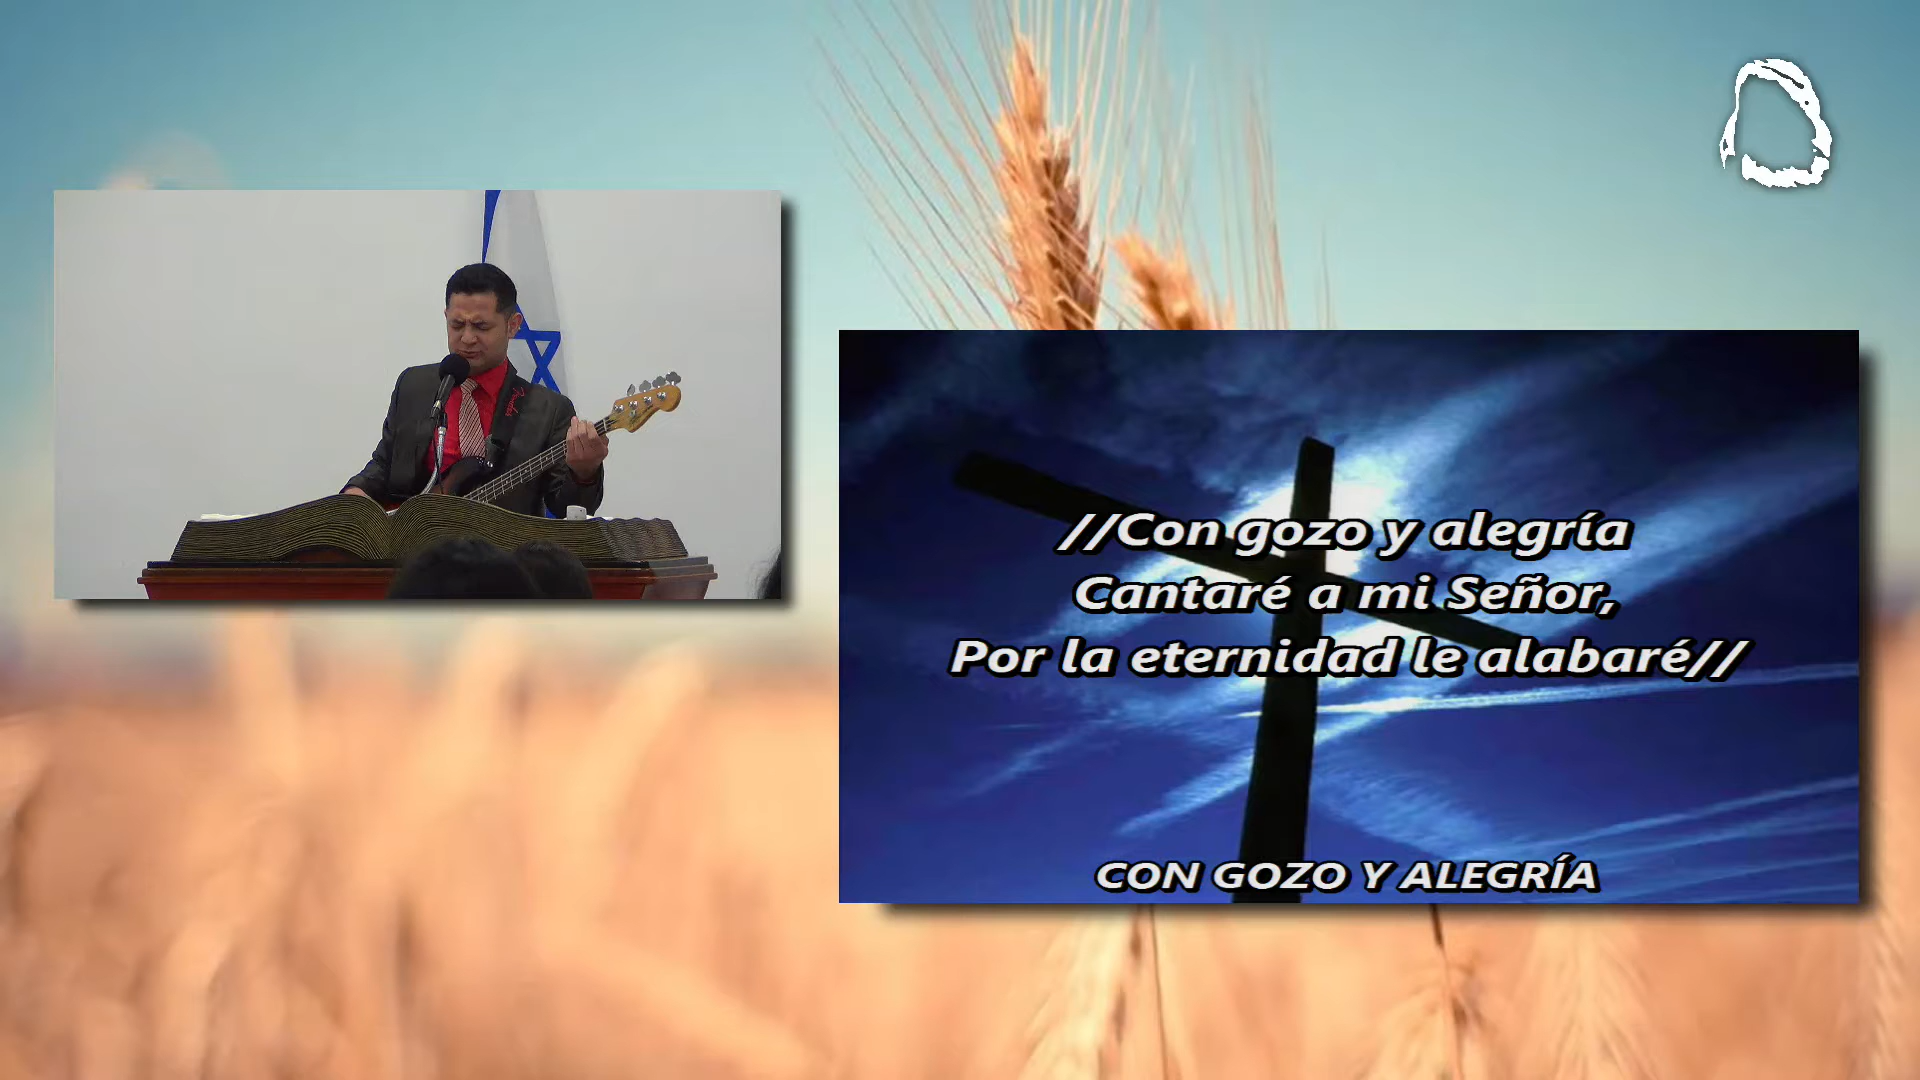 //Con gozo y alegría
Cantaré a mi Señor,
Por la eternidad le alabaré//
CON GOZO Y ALEGRÍA